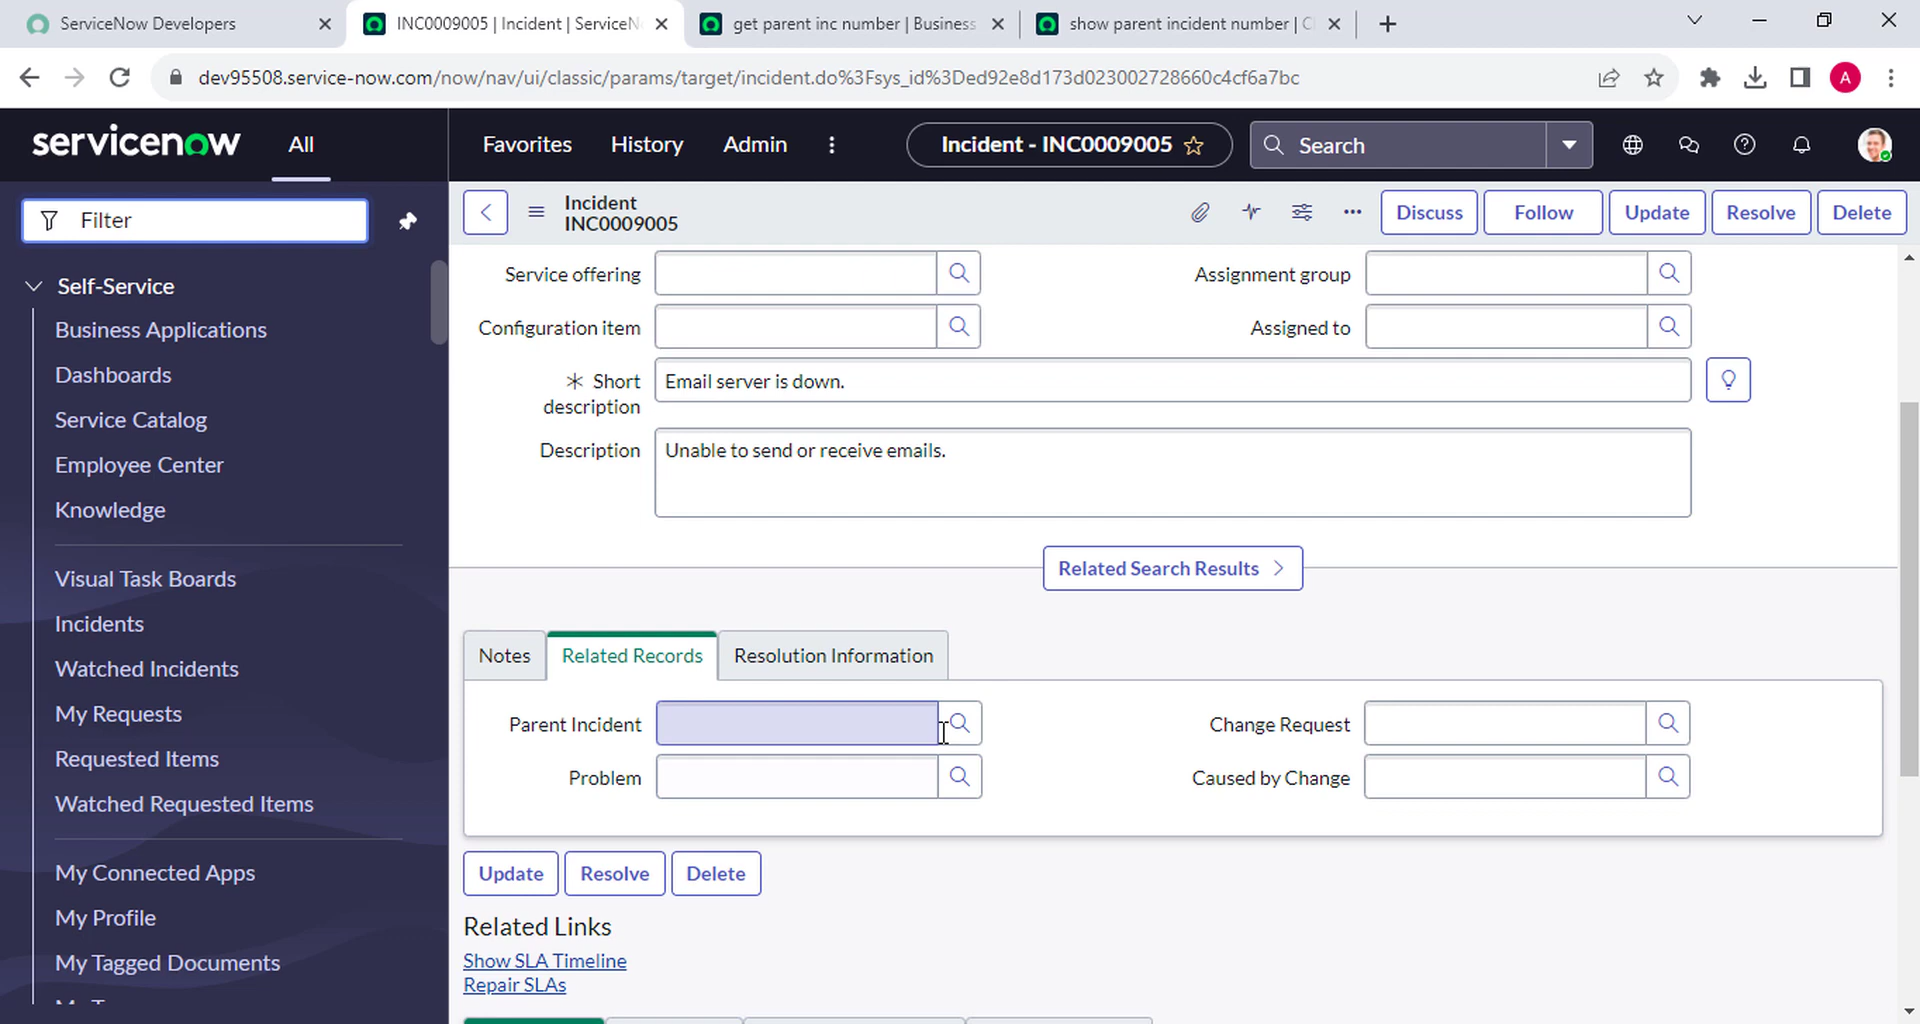 ServiceNow Developers
INC0009005 | Incident | ServiceN
get parent inc number | Business
show parent incident number | C
dev95508.service-now.com/now/nav/ui/classic/params/target/incident.do%3Fsys_id%3Ded92e8d173d023002728660c4cf6a7bc
A
servicenow
All
Favorites
History
Admin
Incident - INC0009005
Search
Filter
Incident
INC0009005
Discuss
Follow
Update
Resolve
Delete
Self-Service
Business Applications
Dashboards
Service Catalog
Employee Center
Knowledge
Visual Task Boards
Incidents
Watched Incidents
My Requests
Requested Items
Watched Requested Items
My Connected Apps
My Profile
My Tagged Documents
Service offering
Assignment group
Configuration item
Assigned to
Short description
Email server is down.
Description
Unable to send or receive emails.
Related Search Results
Notes
Related Records
Resolution Information
Parent Incident
Change Request
Problem
Caused by Change
Update
Resolve
Delete
Related Links
Show SLA Timeline
Repair SLAs